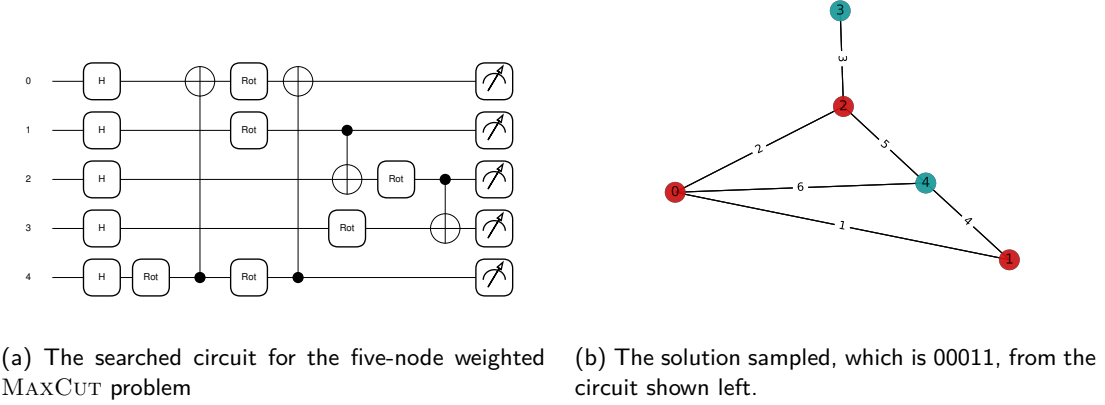 0 H Rot
1 H Rot
2 H Rot
3 H Rot
4 H Rot Rot
3
3
2
2
5
0
6
4
1
4
1
(a) The searched circuit for the five-node weighted
MAXCUT problem
(b) The solution sampled, which is 00011, from the
circuit shown left.